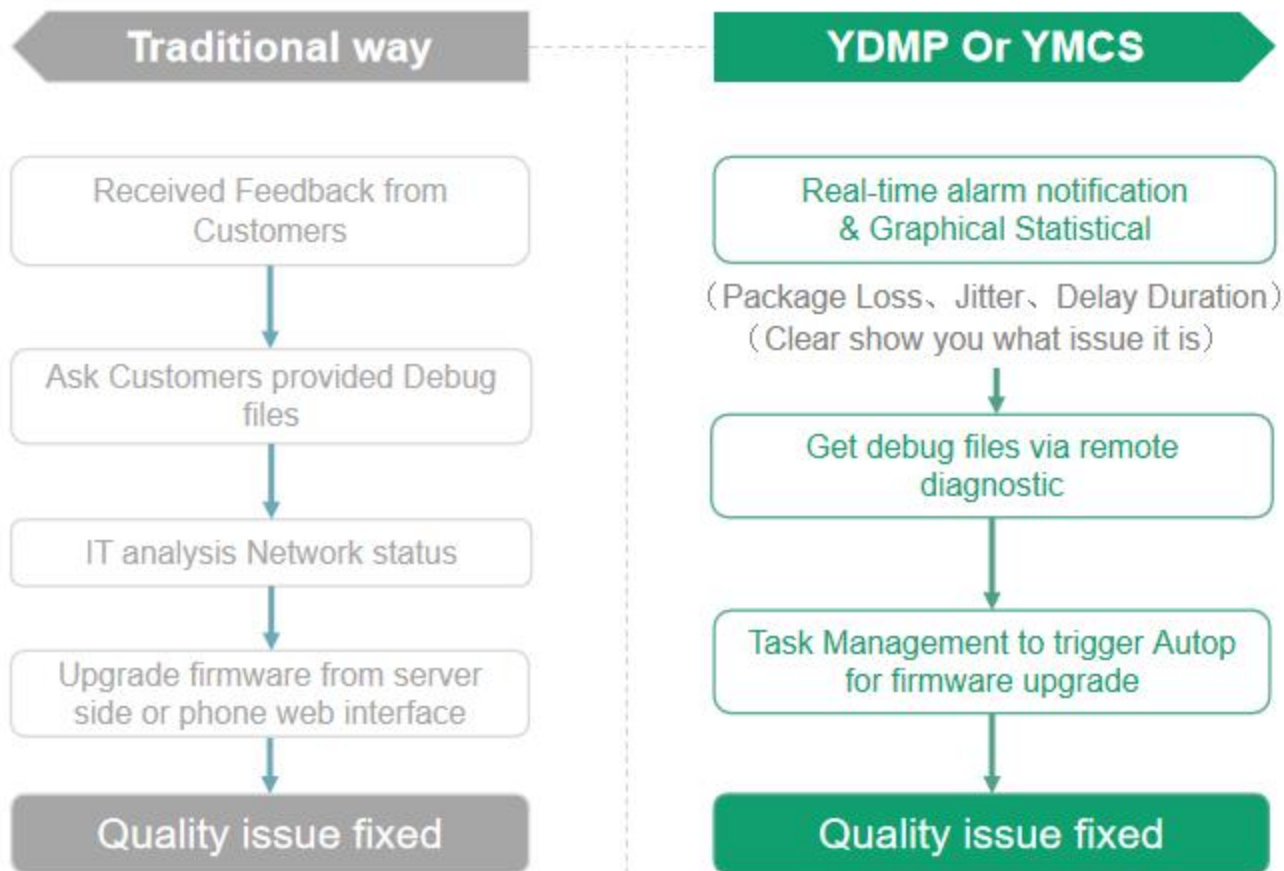 Traditional way
Received Feedback from
Customers
Ask Customers provided Debug
files
IT analysis Network status
Upgrade firmware from server
side or phone web interface
Quality issue fixed
YDMP Or YMCS
Real-time alarm notification
& Graphical Statistical
（Package Loss、Jitter、Delay Duration）
（Clear show you what issue it is）
Get debug files via remote
diagnostic
Task Management to trigger Autop
for firmware upgrade
Quality issue fixed